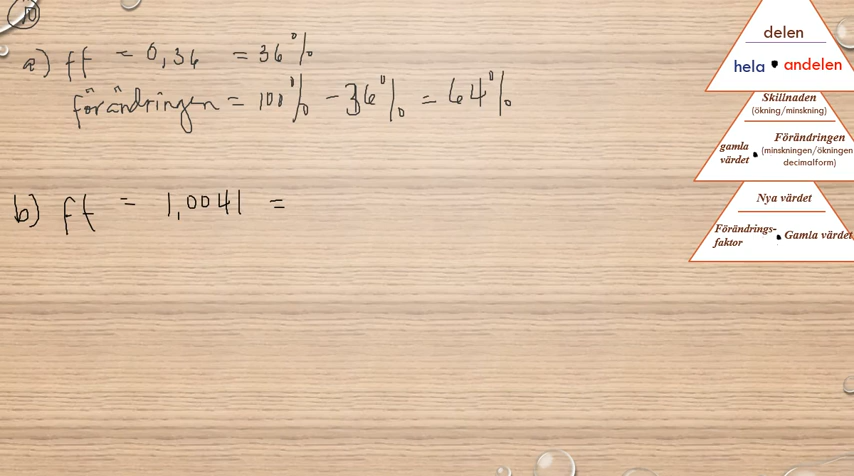 10
a) ff = 0,36 = 36%
förändringen = 100% - 36% = 64%
b) ff = 1,0041 =
delen
hela • andelen
Skillnaden
(ökning/minskning)
gamla värdet • Förändringen
(minskningen/ökningen decimalform)
Nya värdet
Förändrings-faktor • Gamla värdet